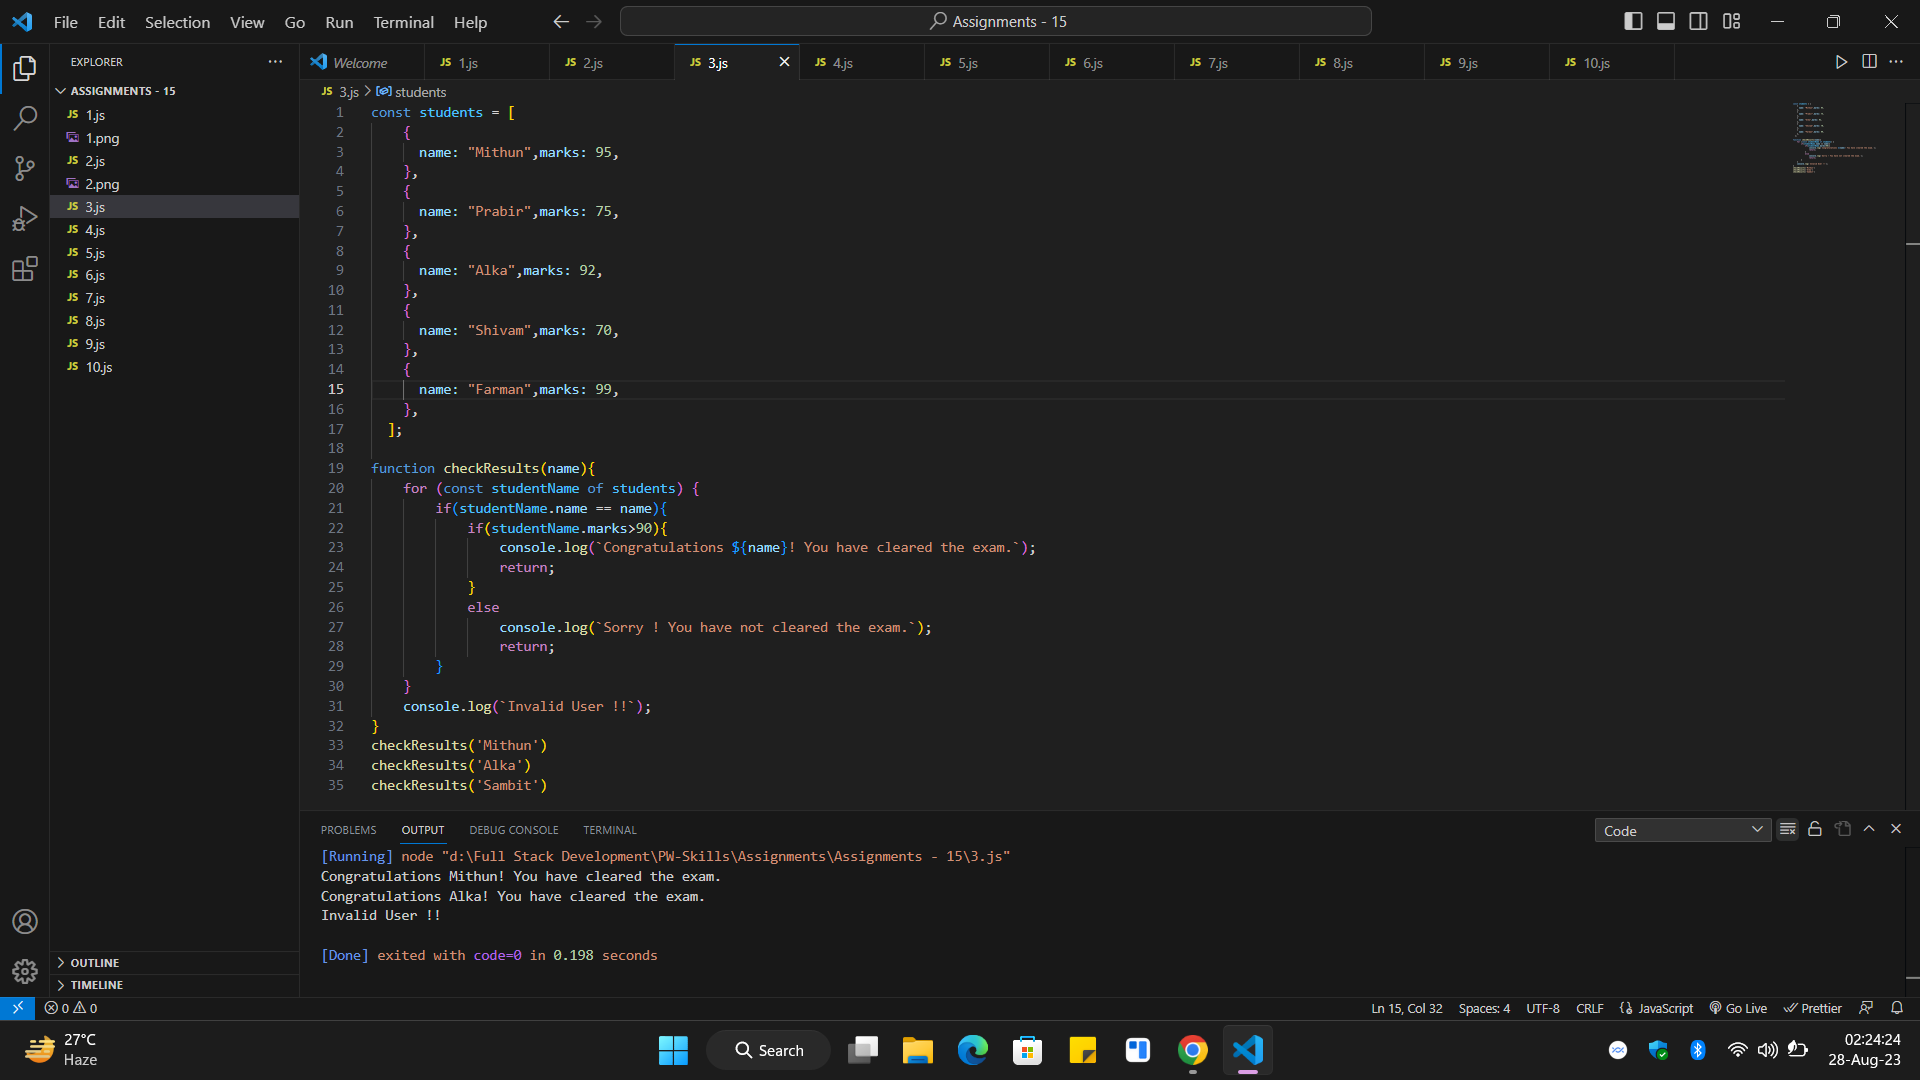 File Edit Selection View Go Run Terminal Help
Assignments - 15
EXPLORER
Welcome
JS 1.js
JS 2.js
JS 3.js
JS 4.js
JS 5.js
JS 6.js
JS 7.js
JS 8.js
JS 9.js
JS 10.js
ASSIGNMENTS - 15
JS 1.js
1.png
JS 2.js
2.png
JS 3.js
JS 4.js
JS 5.js
JS 6.js
JS 7.js
JS 8.js
JS 9.js
JS 10.js
OUTLINE
TIMELINE
JS 3.js > students
1 const students = [
2 {
3 name: "Mithun",marks: 95,
4 },
5 {
6 name: "Prabir",marks: 75,
7 },
8 {
9 name: "Alka",marks: 92,
10 },
11 {
12 name: "Shivam",marks: 70,
13 },
14 {
15 name: "Farman",marks: 99,
16 },
17 ];
18
19 function checkResults(name){
20 for (const studentName of students) {
21 if(studentName.name == name){
22 if(studentName.marks>90){
23 console.log(`Congratulations ${name}! You have cleared the exam.`);
24 return;
25 }
26 else
27 console.log(`Sorry ! You have not cleared the exam.`);
28 return;
29 }
30 }
31 console.log(`Invalid User !!`);
32 }
33 checkResults('Mithun')
34 checkResults('Alka')
35 checkResults('Sambit')
PROBLEMS OUTPUT DEBUG CONSOLE TERMINAL
Code
[Running] node "d:\Full Stack Development\PW-Skills\Assignments\Assignments - 15\3.js"
Congratulations Mithun! You have cleared the exam.
Congratulations Alka! You have cleared the exam.
Invalid User !!
[Done] exited with code=0 in 0.198 seconds
0 0
Ln 15, Col 32 Spaces: 4 UTF-8 CRLF {} JavaScript Go Live Prettier
27°C
Haze
Search
02:24:24
28-Aug-23